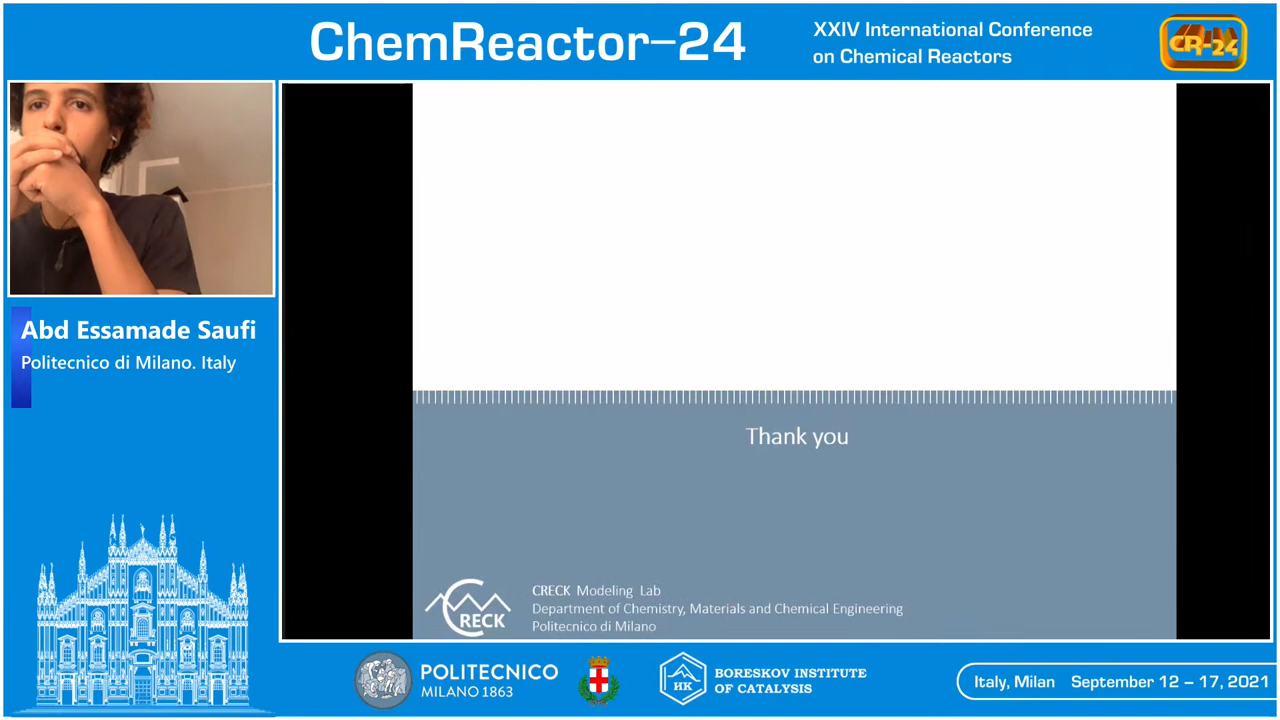 ChemReactor–24
XXIV International Conference
on Chemical Reactors
CR-24
Abd Essamade Saufi
Politecnico di Milano. Italy
Thank you
CRECK
CRECK Modeling Lab
Department of Chemistry, Materials and Chemical Engineering
Politecnico di Milano
POLITECNICO
MILANO 1863
HK
BORESKOV INSTITUTE
OF CATALYSIS
Italy, Milan September 12 – 17, 2021